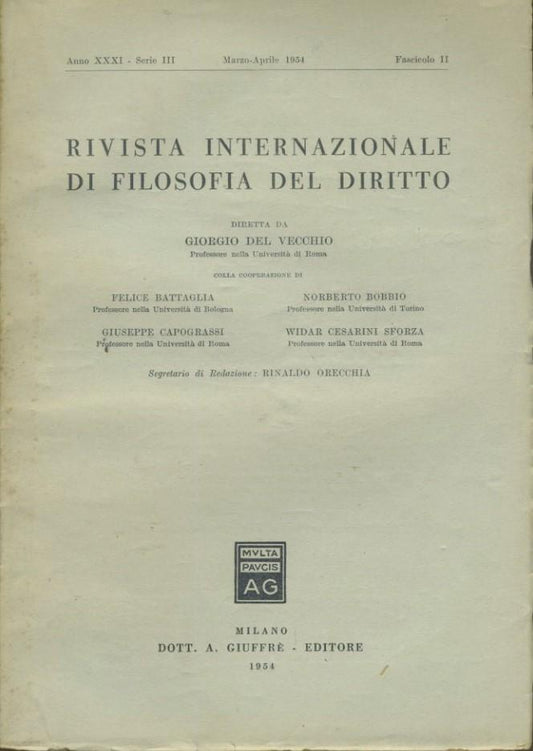 Anno XXXI - Serie III Marzo-Aprile 1954 Fascicolo II
RIVISTA INTERNAZIONALE
DI FILOSOFIA DEL DIRITTO
DIRETTA DA
GIORGIO DEL VECCHIO
Professore nella Università di Roma
COLLA COOPERAZIONE DI
FELICE BATTAGLIA NORBERTO BOBBIO
Professore nella Università di Bologna Professore nella Università di Torino
GIUSEPPE CAPOGRASSI WIDAR CESARINI SFORZA
Professore nella Università di Roma Professore nella Università di Roma
Segretario di Redazione: RINALDO ORECCHIA
MVLTA
PAVCIS
AG
MILANO
DOTT. A. GIUFFRÈ - EDITORE
1954